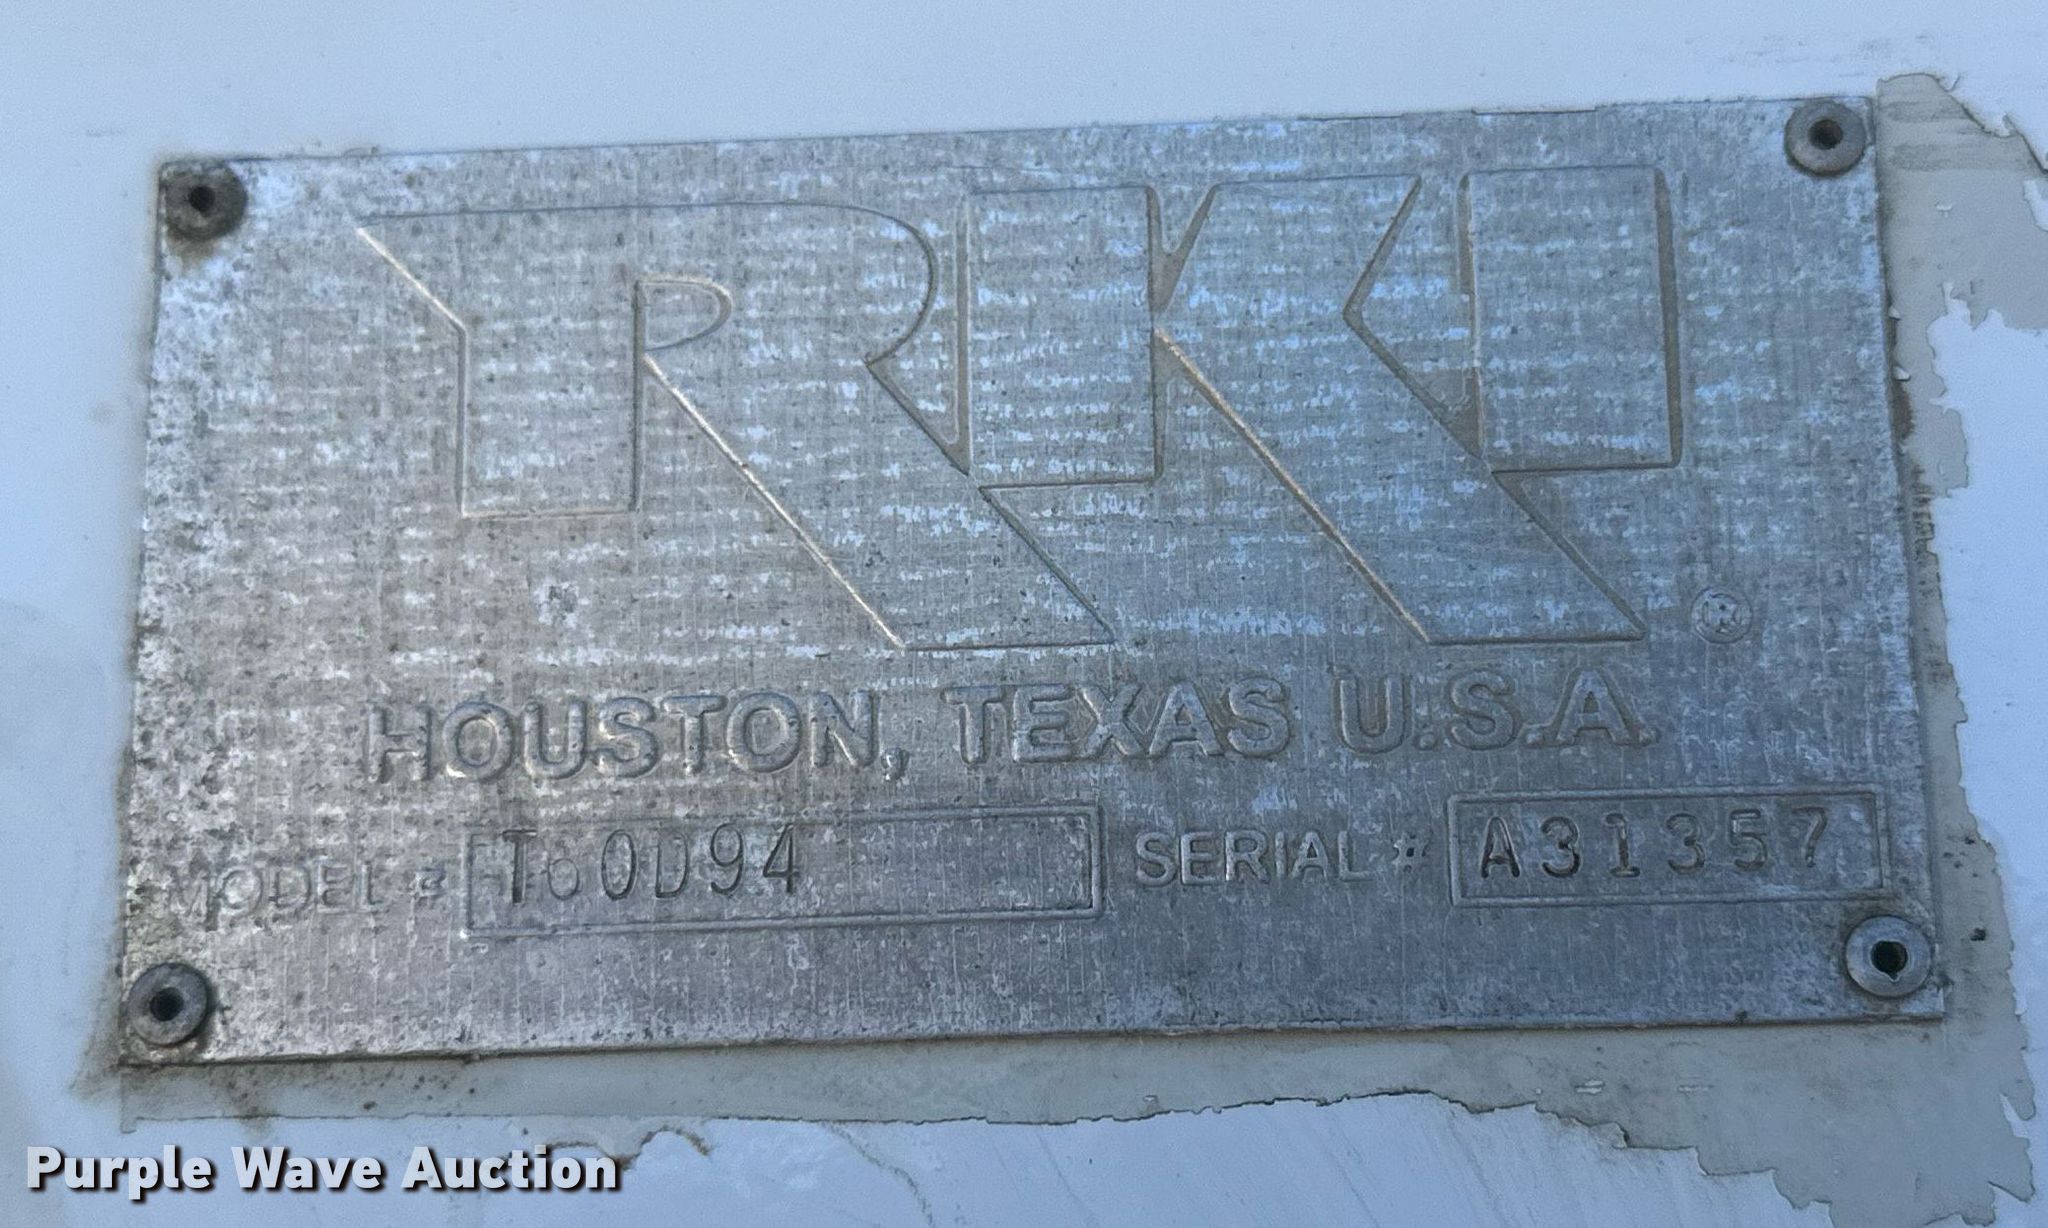 RKI ®
HOUSTON, TEXAS U.S.A.
MODEL # T60D94 SERIAL # A31357
Purple Wave Auction